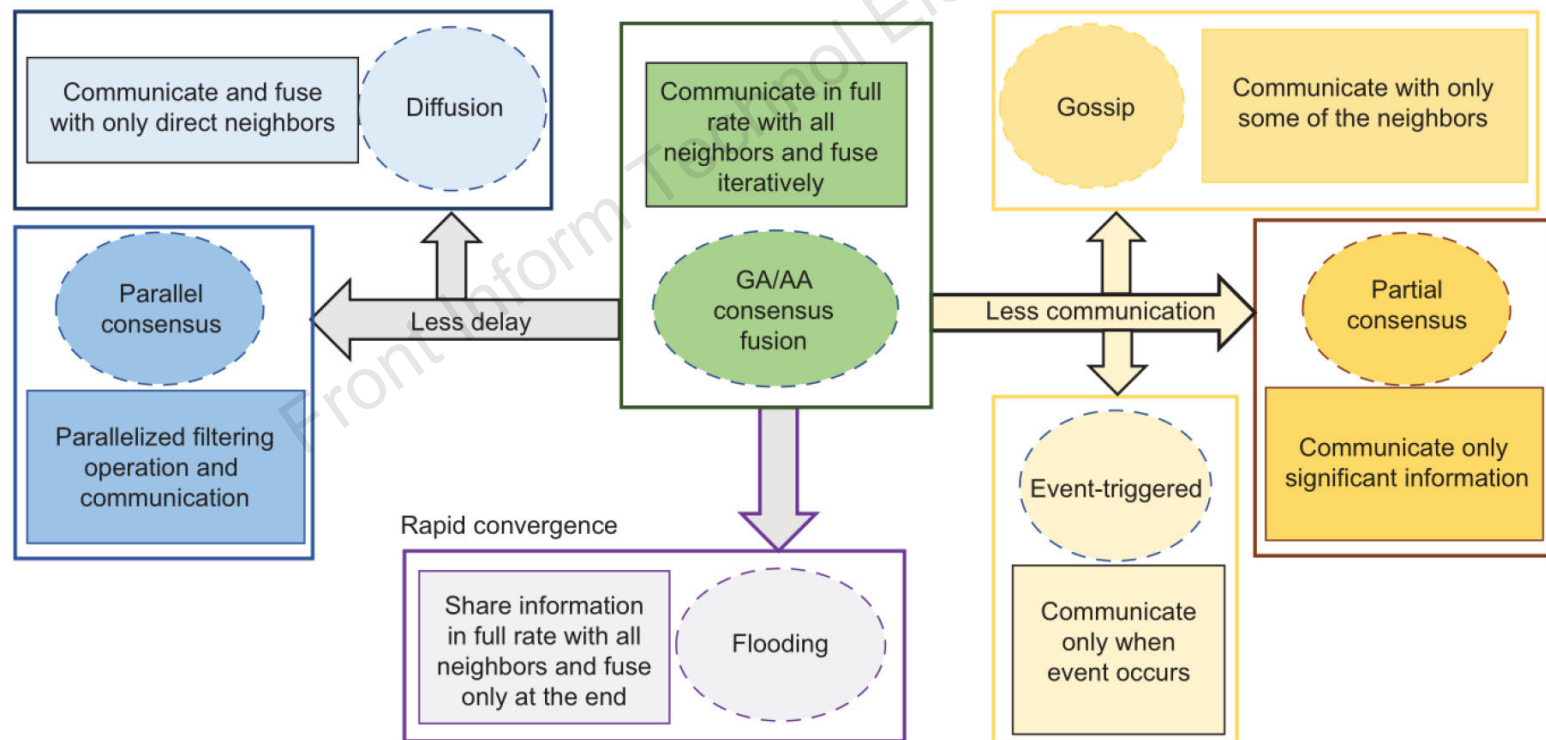 Communicate and fuse
with only direct neighbors
Diffusion
Communicate in full
rate with all
neighbors and fuse
iteratively
Gossip
Communicate with only
some of the neighbors
Parallel
consensus
Parallelized filtering
operation and
communication
Less delay
GA/AA
consensus
fusion
Less communication
Partial
consensus
Communicate only
significant information
Event-triggered
Communicate
only when
event occurs
Rapid convergence
Share information
in full rate with all
neighbors and fuse
only at the end
Flooding
Front Inform Technol